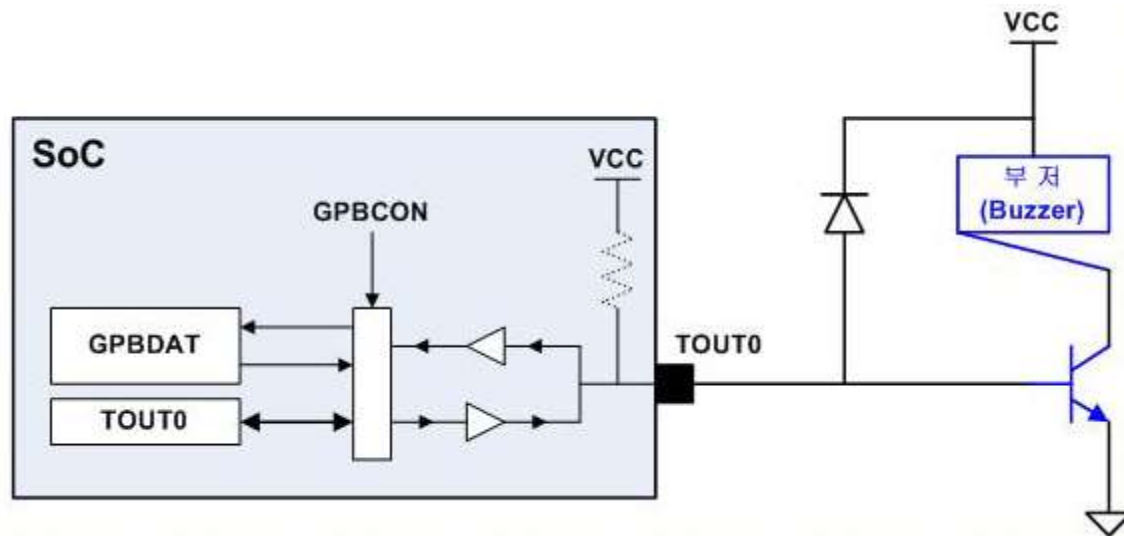 VCC
SoC
VCC
GPBCON
부 저
(Buzzer)
GPBDAT
TOUT0
TOUT0